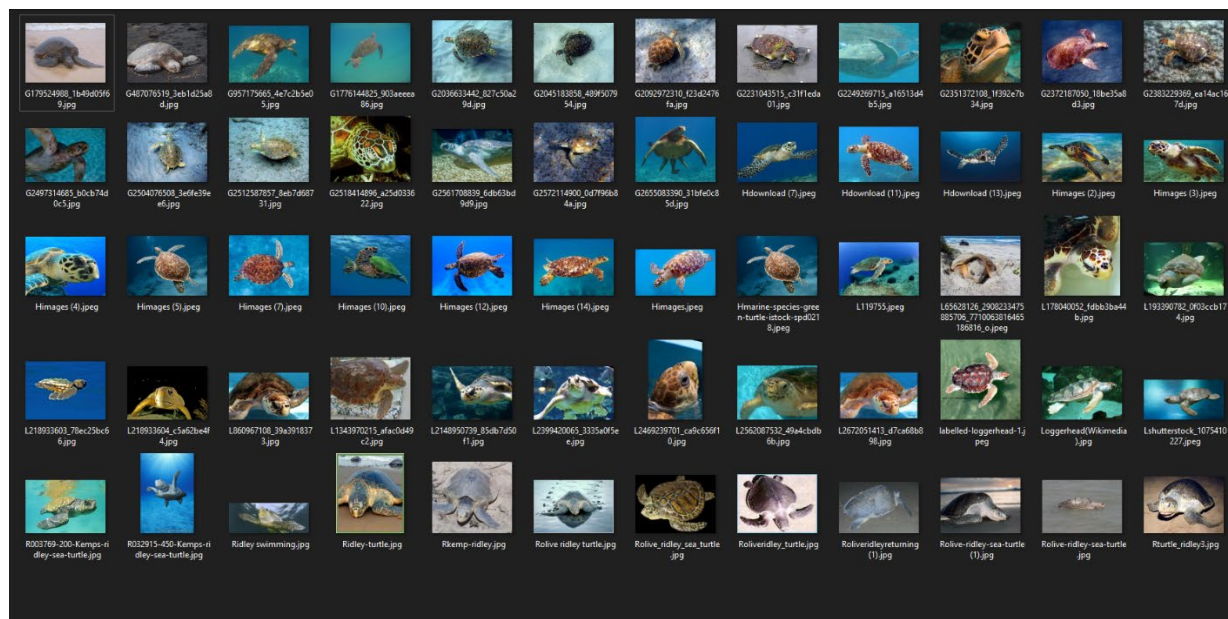 G179524988_1b49d05f6
9.jpg
G487076519_3eb1d25a8
d.jpg
G957175665_4e7c2b5e0
5.jpg
G1776144825_903aeeea
86.jpg
G2036633442_827c50a2
9d.jpg
G2045183858_489f5079
54.jpg
G2092972310_f23d2476
fa.jpg
G2231043515_c31f1eda
01.jpg
G2249269715_a16513d4
b5.jpg
G2351372108_1f392e7b
34.jpg
G2372187050_18be35a8
d3.jpg
G2383229369_ea14ac16
7d.jpg
G2497314685_b0cb74d
0c5.jpg
G2504076508_3e6fe39e
e6.jpg
G2512587857_8eb7d687
31.jpg
G2518414896_a25d0336
22.jpg
G2561708839_6db63bd
9d9.jpg
G2572114900_0d7f96b8
4a.jpg
G2655083390_31bfe0c8
5d.jpg
Hdownload (7).jpeg
Hdownload (11).jpeg
Hdownload (13).jpeg
Himages (2).jpeg
Himages (3).jpeg
Himages (4).jpeg
Himages (5).jpeg
Himages (7).jpeg
Himages (10).jpeg
Himages (12).jpeg
Himages (14).jpeg
Himages.jpeg
Hmarine-species-gree
n-turtle-istock-spd021
8.jpeg
L119755.jpeg
L65628126_2908233475
885706_7710063816465
186816_o.jpeg
L178040052_fdbb3ba44
b.jpg
L193390782_0f03ccb17
4.jpg
L218933603_78ec25bc6
6.jpg
L218933604_c5a62be4f
4.jpg
L860967108_39a391837
3.jpg
L1343970215_afac0d49
c2.jpg
L2148950739_85db7d50
f1.jpg
L2399420065_3335a0f5e
e.jpg
L2469239701_ca9c656f1
0.jpg
L2562087532_49a4cbdb
6b.jpg
L2672051413_d7ca68b8
98.jpg
labelled-loggerhead-1.j
peg
Loggerhead(Wikimedia
).jpg
Lshutterstock_1075410
227.jpeg
R003769-200-Kemps-ri
dley-sea-turtle.jpg
R032915-450-Kemps-ri
dley-sea-turtle.jpg
Ridley swimming.jpg
Ridley-turtle.jpg
Rkemp-ridley.jpg
Rolive ridley turtle.jpg
Rolive_ridley_sea_turtle
.jpg
Roliveridley_turtle.jpg
Roliveridleyreturning
(1).jpg
Rolive-ridley-sea-turtle
(1).jpg
Rolive-ridley-sea-turtle
.jpg
Rturtle_ridley3.jpg